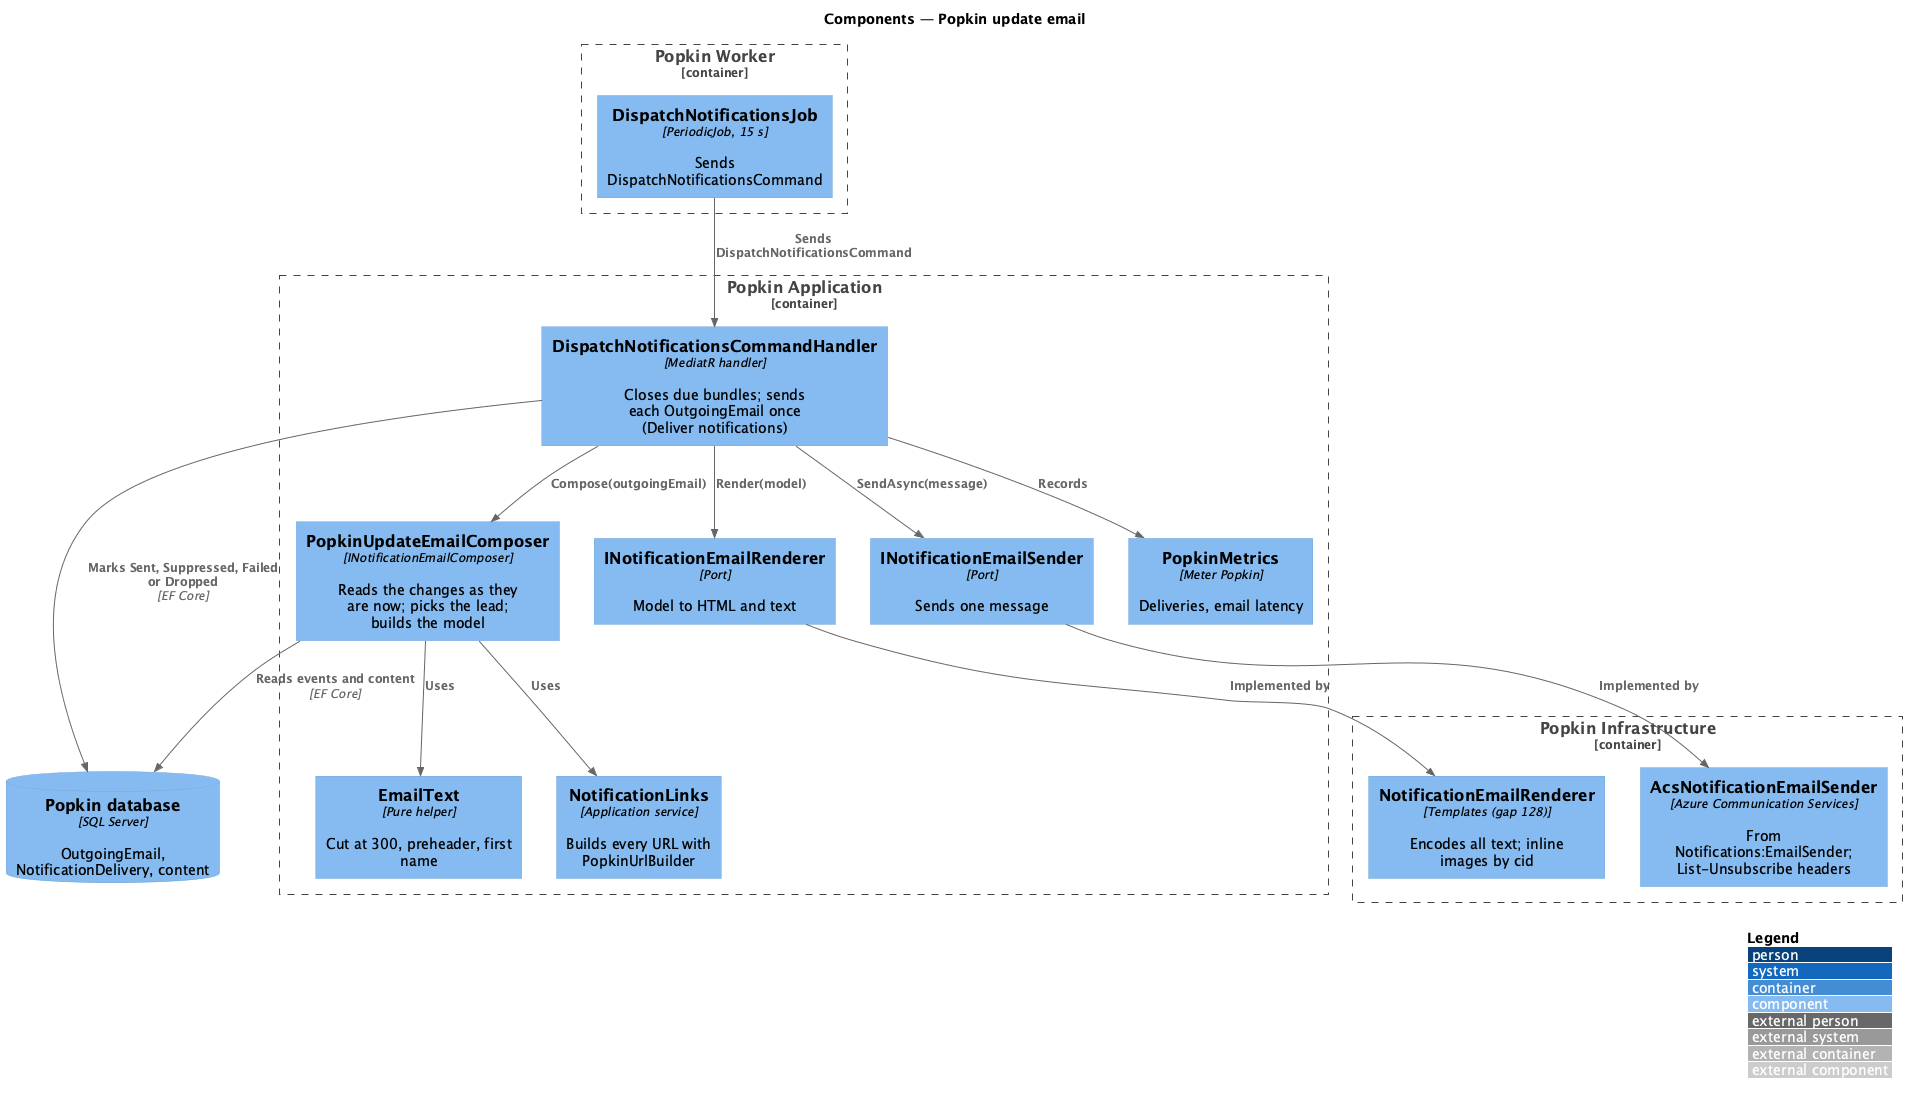 Components — Popkin update email
Popkin Worker
[container]
DispatchNotificationsJob
[PeriodicJob, 15 s]
Sends
DispatchNotificationsCommand
Sends
DispatchNotificationsCommand
Popkin Application
[container]
DispatchNotificationsCommandHandler
[MediatR handler]
Closes due bundles; sends
each OutgoingEmail once
(Deliver notifications)
Compose(outgoingEmail)
Render(model)
SendAsync(message)
Records
PopkinUpdateEmailComposer
[INotificationEmailComposer]
Reads the changes as they
are now; picks the lead;
builds the model
INotificationEmailRenderer
[Port]
Model to HTML and text
INotificationEmailSender
[Port]
Sends one message
PopkinMetrics
[Meter Popkin]
Deliveries, email latency
Marks Sent, Suppressed, Failed
or Dropped
[EF Core]
Reads events and content
[EF Core]
Uses
Uses
Implemented by
Implemented by
Popkin Infrastructure
[container]
Popkin database
[SQL Server]
OutgoingEmail,
NotificationDelivery, content
EmailText
[Pure helper]
Cut at 300, preheader, first
name
NotificationLinks
[Application service]
Builds every URL with
PopkinUrlBuilder
NotificationEmailRenderer
[Templates (gap 128)]
Encodes all text; inline
images by cid
AcsNotificationEmailSender
[Azure Communication Services]
From
Notifications:EmailSender;
List-Unsubscribe headers
Legend
person
system
container
component
external person
external system
external container
external component